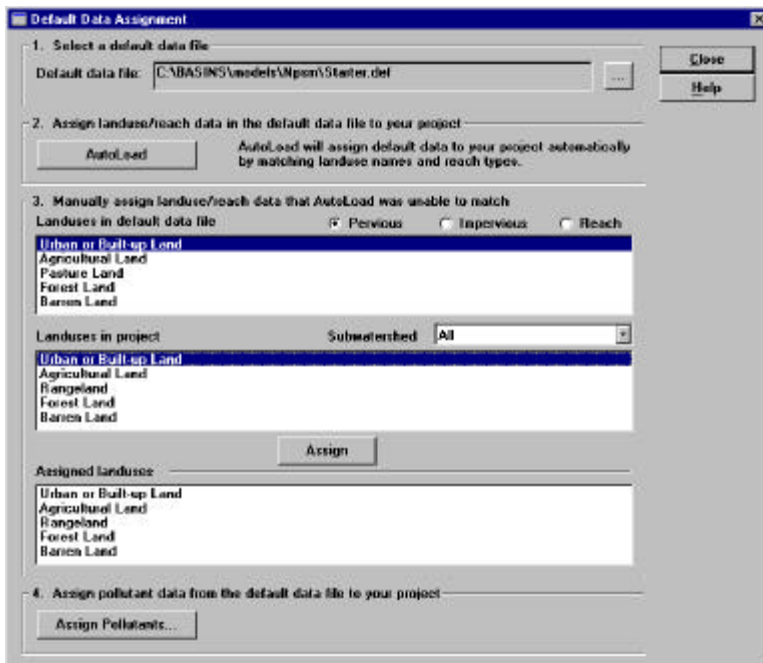 Default Data Assignment
1. Select a default data file
Default data file: C:\BASINS\models\Npsm\Starter.def ...
Close
Help
2. Assign landuse/reach data in the default data file to your project
AutoLoad
AutoLoad will assign default data to your project automatically
by matching landuse names and reach types.
3. Manually assign landuse/reach data that AutoLoad was unable to match
Landuses in default data file Pervious Impervious Reach
Urban or Built-up Land
Agricultural Land
Pasture Land
Forest Land
Barren Land
Landuses in project Subwatershed All
Urban or Built-up Land
Agricultural Land
Rangeland
Forest Land
Barren Land
Assign
Assigned landuses
Urban or Built-up Land
Agricultural Land
Rangeland
Forest Land
Barren Land
4. Assign pollutant data from the default data file to your project
Assign Pollutants...